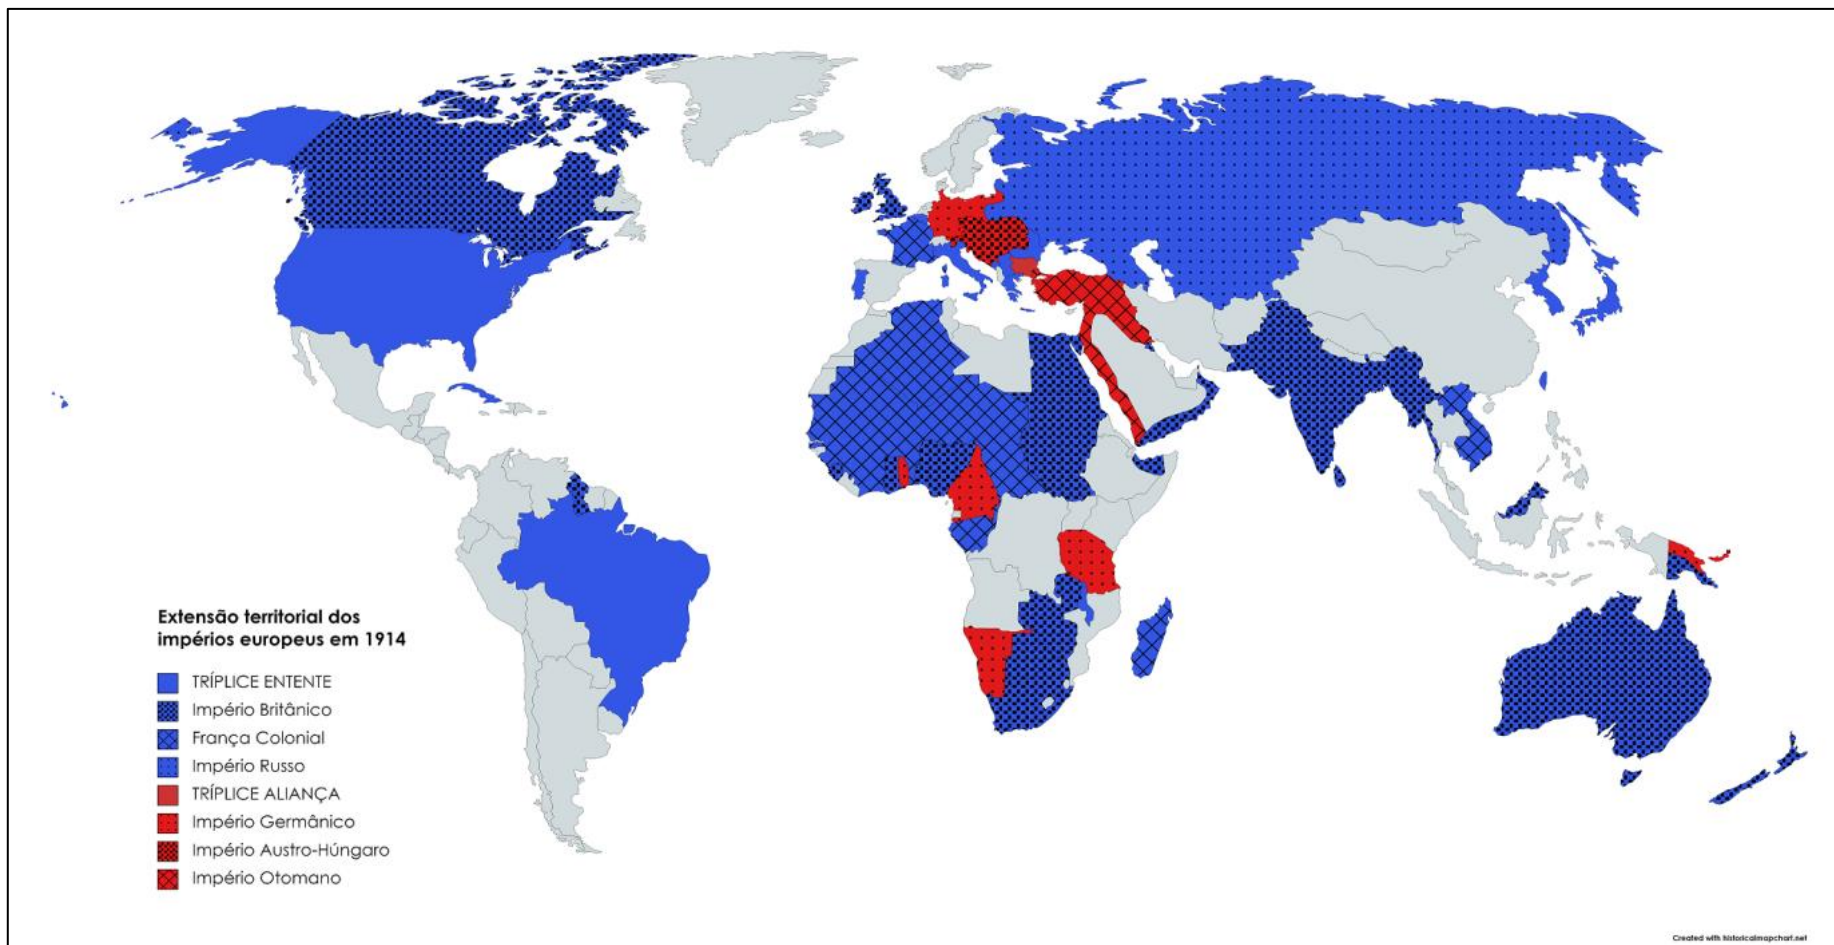 Extensão territorial dos
impérios europeus em 1914
TRÍPLICE ENTENTE
Império Britânico
França Colonial
Império Russo
TRÍPLICE ALIANÇA
Império Germânico
Império Austro-Húngaro
Império Otomano
Created with historicalmapchart.net